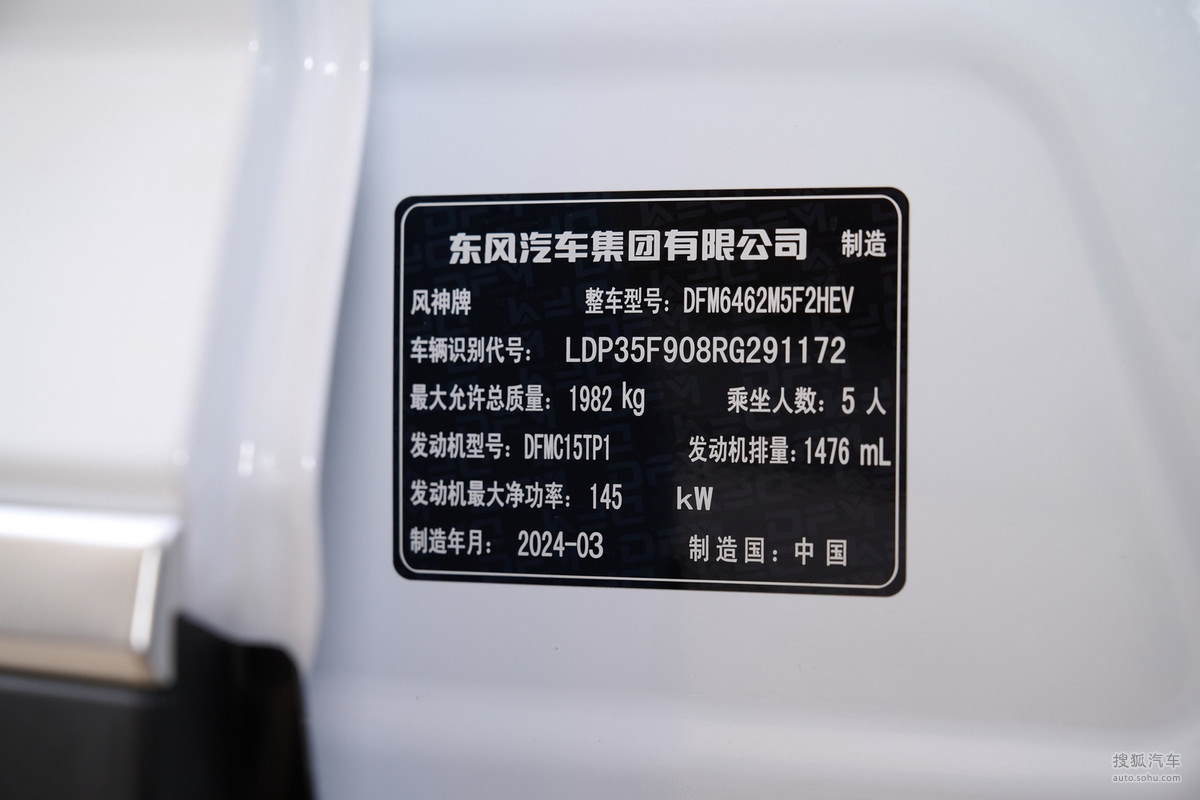 东风汽车集团有限公司 制造
风神牌 整车型号：DFM6462M5F2HEV
车辆识别代号： LDP35F908RG291172
最大允许总质量：1982 kg 乘坐人数：5 人
发动机型号：DFMC15TP1 发动机排量：1476 mL
发动机最大净功率：145 kW
制造年月： 2024-03 制造国：中国
搜狐汽车
auto.sohu.com